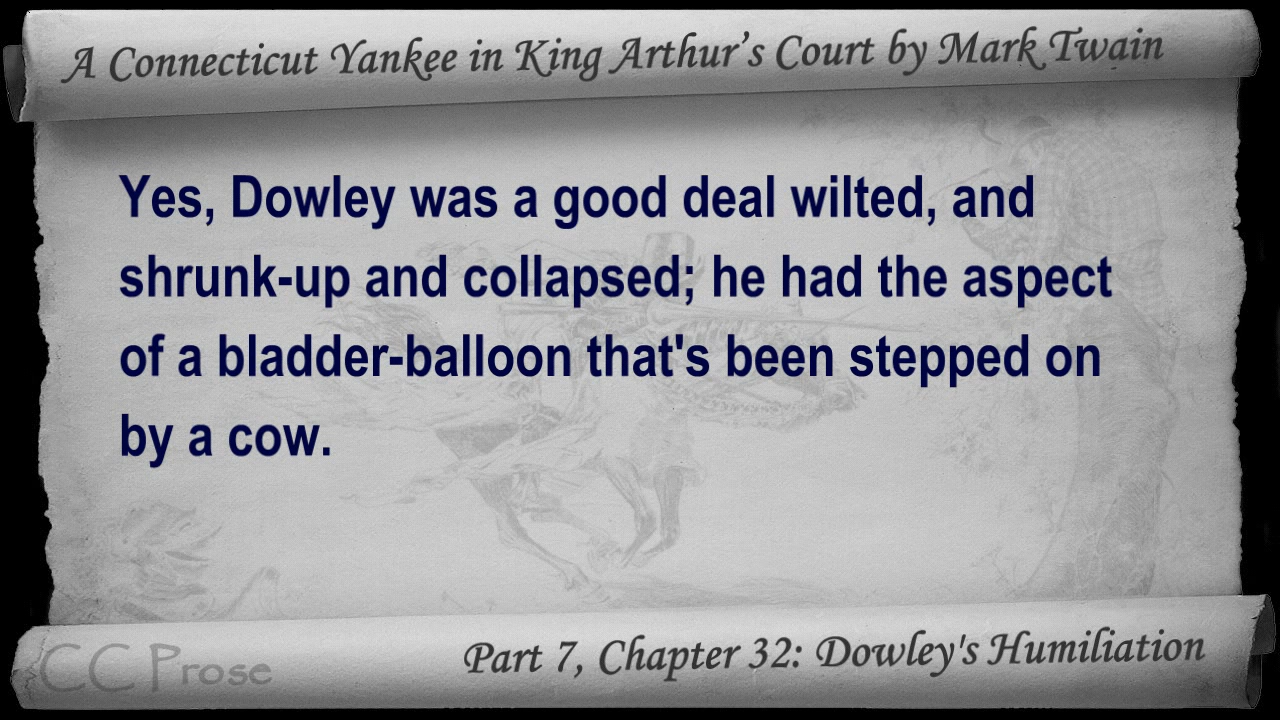 A Connecticut Yankee in King Arthur's Court by Mark Twain
Yes, Dowley was a good deal wilted, and
shrunk-up and collapsed; he had the aspect
of a bladder-balloon that's been stepped on
by a cow.
CC Prose
Part 7, Chapter 32: Dowley's Humiliation